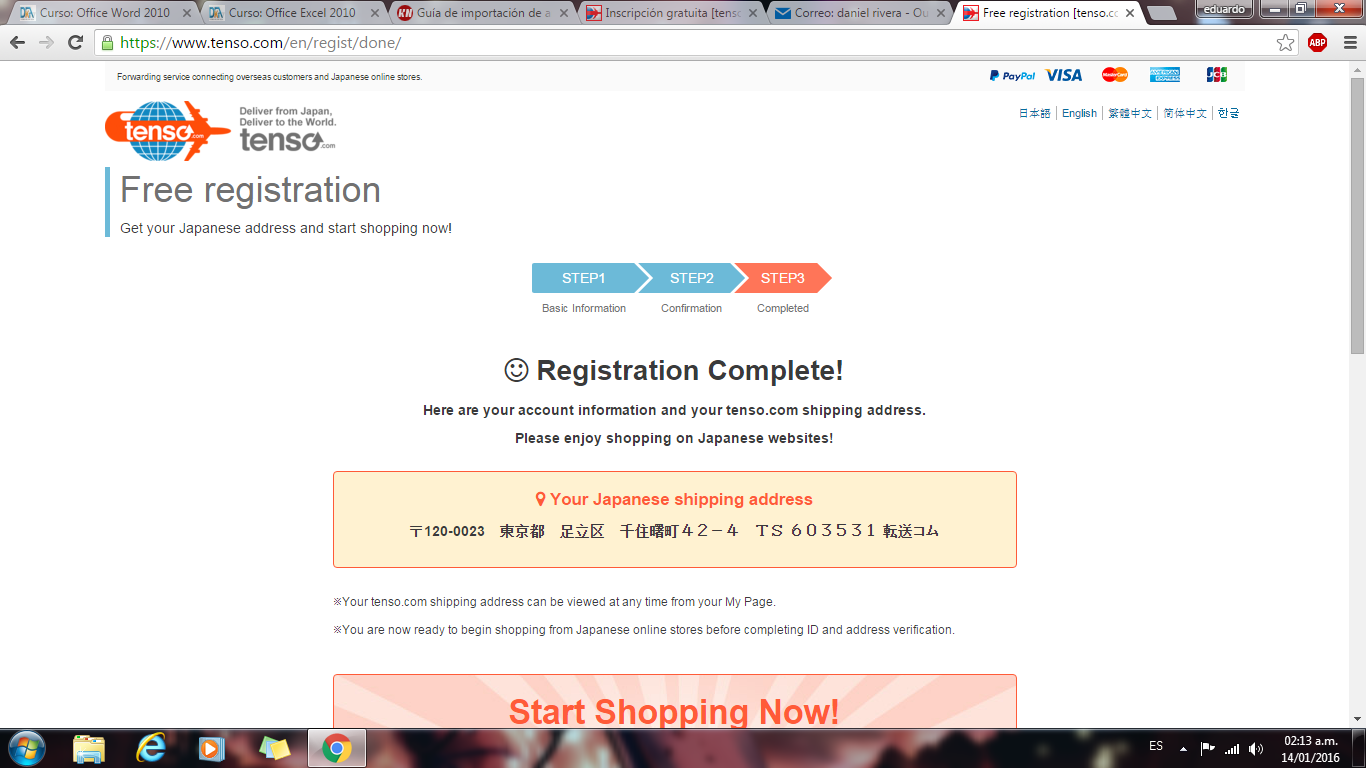 Curso: Office Word 2010
Curso: Office Excel 2010
KN
Guía de importación de a
Inscripción gratuita [tenso
Correo: daniel rivera - Ou
Free registration [tenso.co
eduardo
https://www.tenso.com/en/regist/done/
ABP
Forwarding service connecting overseas customers and Japanese online stores.
PayPal VISA MasterCard AMERICAN EXPRESS JCB
tenso.com
Deliver from Japan,
Deliver to the World.
tenso.com
日本語 English 繁體中文 简体中文 한글
Free registration
Get your Japanese address and start shopping now!
STEP1 STEP2 STEP3
Basic Information Confirmation Completed
Registration Complete!
Here are your account information and your tenso.com shipping address.
Please enjoy shopping on Japanese websites!
Your Japanese shipping address
〒120-0023　東京都　足立区　千住曙町４２－４　ＴＳ６０３５３１ 転送コム
※Your tenso.com shipping address can be viewed at any time from your My Page.
※You are now ready to begin shopping from Japanese online stores before completing ID and address verification.
Start Shopping Now!
ES
02:13 a.m.
14/01/2016